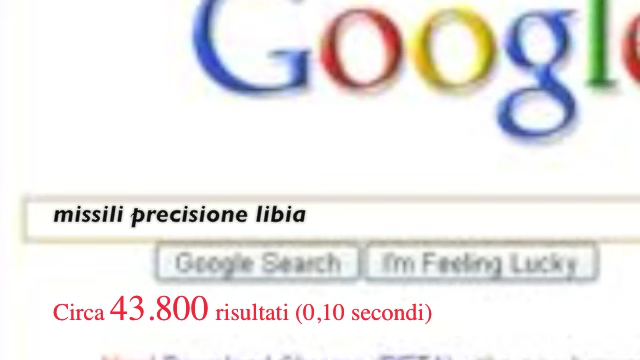 Google
missili precisione libia
Google Search I'm Feeling Lucky
Circa 43.800 risultati (0,10 secondi)